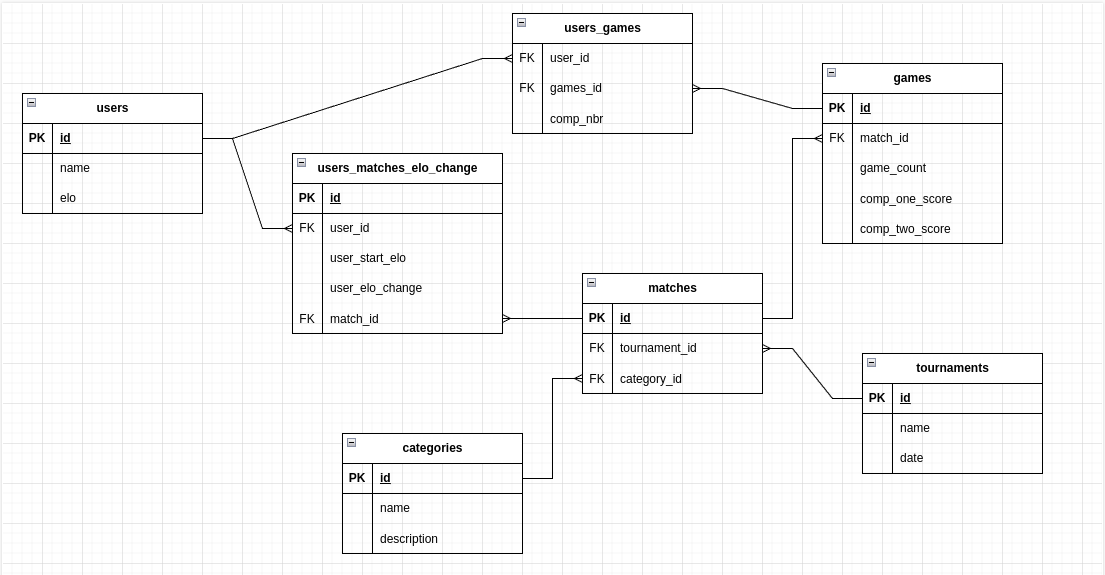 users_games
FK user_id
FK games_id
comp_nbr
games
PK id
FK match_id
game_count
comp_one_score
comp_two_score
users
PK id
name
elo
users_matches_elo_change
PK id
FK user_id
user_start_elo
user_elo_change
FK match_id
matches
PK id
FK tournament_id
FK category_id
tournaments
PK id
name
date
categories
PK id
name
description